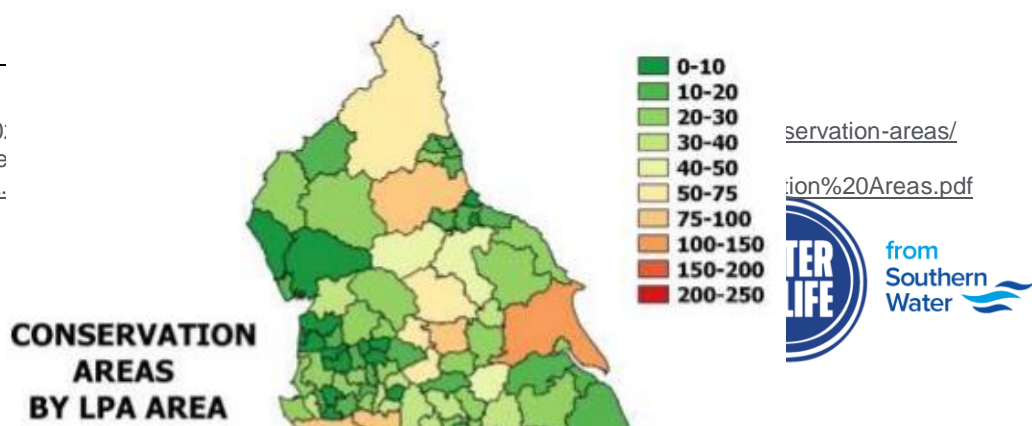 0-10
10-20
20-30
30-40
40-50
50-75
75-100
100-150
150-200
200-250
servation-areas/
tion%20Areas.pdf
TER
LIFE
from
Southern
Water
CONSERVATION
AREAS
BY LPA AREA